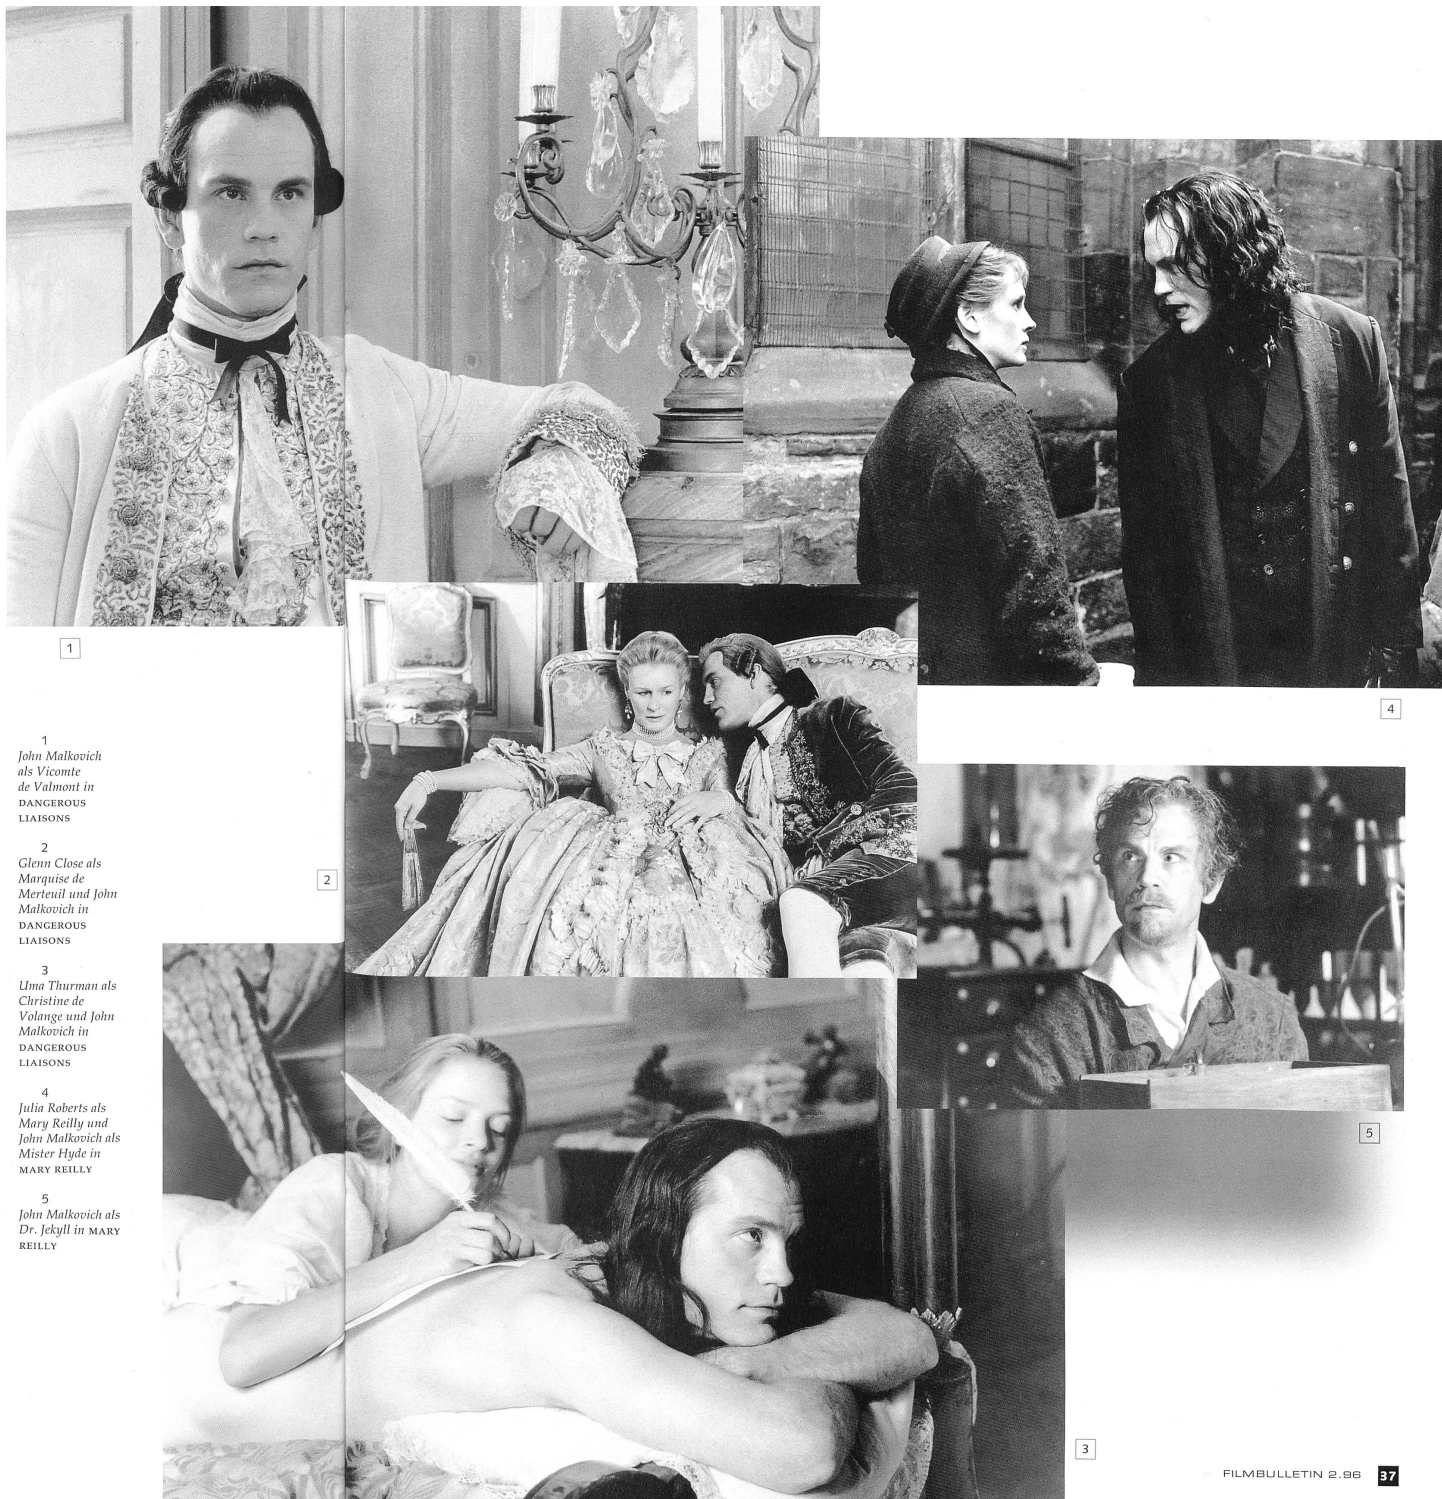 1
4
1
John Malkovich
als Vicomte
de Valmont in
DANGEROUS
LIAISONS
2
Glenn Close als
Marquise de
Merteuil und John
Malkovich in
DANGEROUS
LIAISONS
2
3
Uma Thurman als
Christine de
Volange und John
Malkovich in
DANGEROUS
LIAISONS
4
Julia Roberts als
Mary Reilly und
John Malkovich als
Mister Hyde in
MARY REILLY
5
John Malkovich als
Dr. Jekyll in MARY
REILLY
5
3
FILMBULLETIN 2.96 37